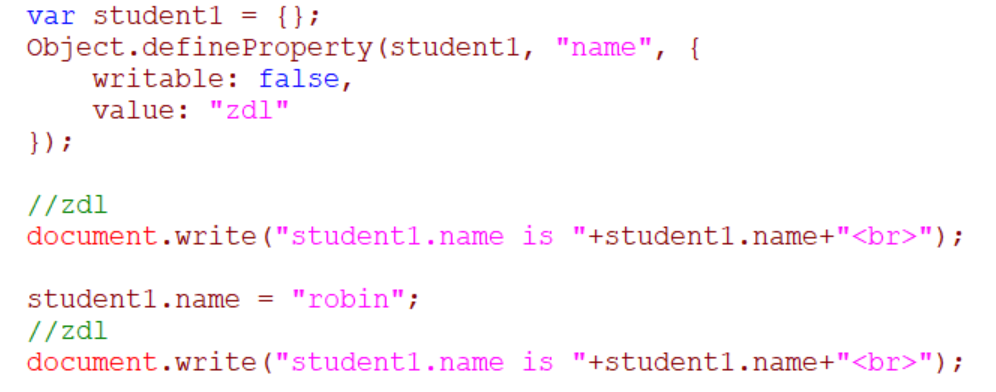 var student1 = {};
Object.defineProperty(student1, "name", {
    writable: false,
    value: "zdl"
});
//zdl
document.write("student1.name is "+student1.name+"<br>");
student1.name = "robin";
//zdl
document.write("student1.name is "+student1.name+"<br>");